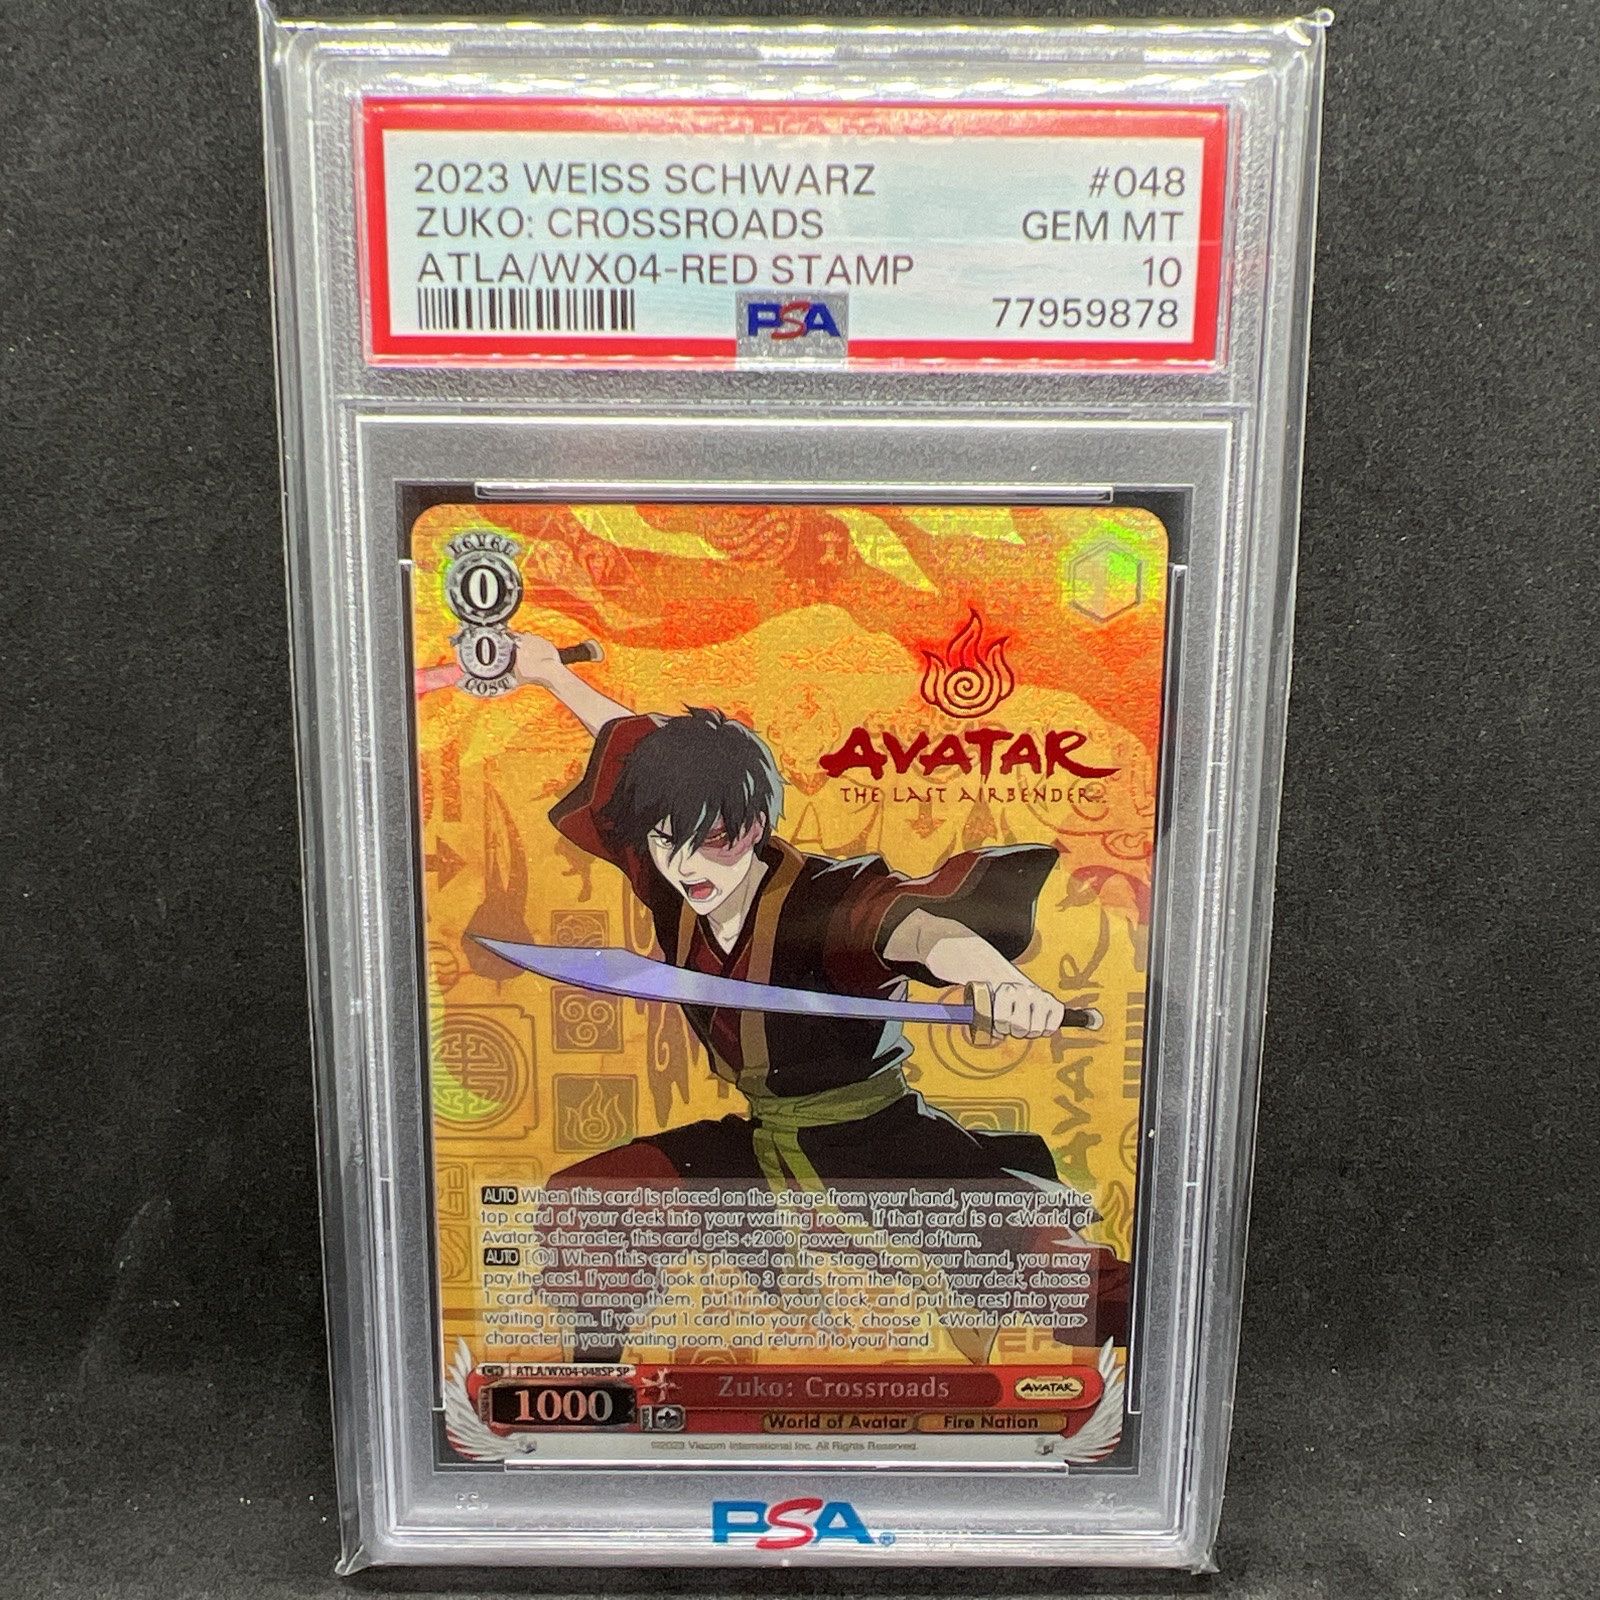 2023 WEISS SCHWARZ #048
ZUKO: CROSSROADS GEM MT
ATLA/WX04-RED STAMP 10
PSA 77959878
LEVEL
0
0
COST
AVATAR
THE LAST AIRBENDER
AVATAR
AUTO When this card is placed on the stage from your hand, you may put the
top card of your deck into your waiting room. If that card is a <World of
Avatar> character, this card gets +2000 power until end of turn.
AUTO [①] When this card is placed on the stage from your hand, you may
pay the cost. If you do, look at up to 3 cards from the top of your deck, choose
1 card from among them, put it into your clock, and put the rest into your
waiting room. If you put 1 card into your clock, choose 1 <World of Avatar>
character in your waiting room, and return it to your hand.
CH ATLA/WX04-048SP SP
1000 Zuko: Crossroads AVATAR
World of Avatar Fire Nation
©2023 Viacom International Inc. All Rights Reserved.
PSA®